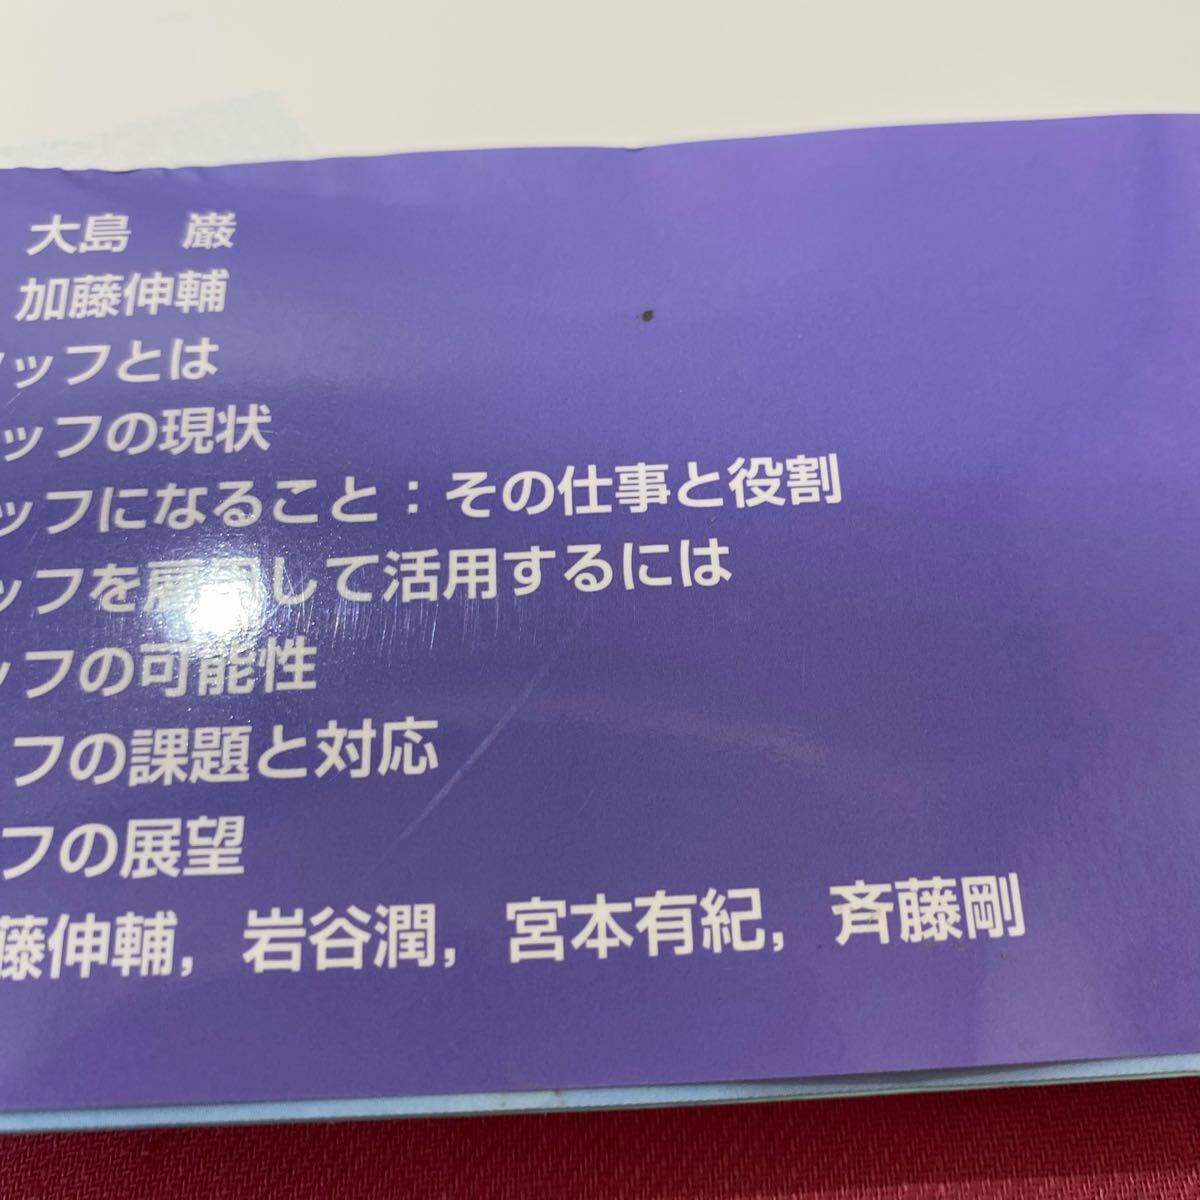 大島　巌
加藤伸輔
タッフとは
ッフの現状
ッフになること：その仕事と役割
ッフを雇用して活用するには
ッフの可能性
フの課題と対応
フの展望
藤伸輔，岩谷潤，宮本有紀，斉藤剛